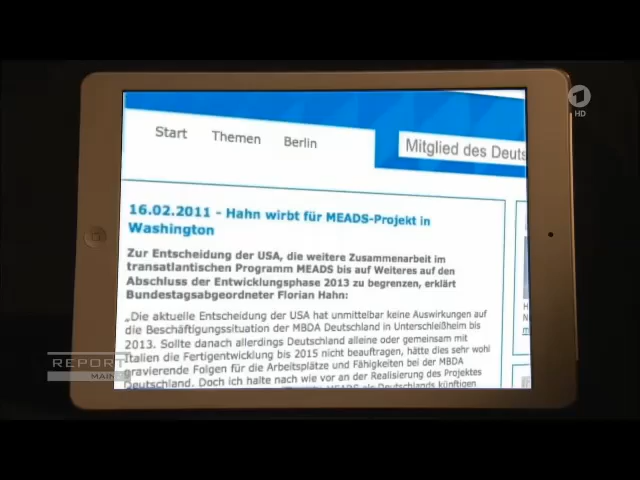 1
HD
Start Themen Berlin
Mitglied des Deuts
16.02.2011 - Hahn wirbt für MEADS-Projekt in
Washington
Zur Entscheidung der USA, die weitere Zusammenarbeit im
transatlantischen Programm MEADS bis auf Weiteres auf den
Abschluss der Entwicklungsphase 2013 zu begrenzen, erklärt
Bundestagsabgeordneter Florian Hahn:
„Die aktuelle Entscheidung der USA hat unmittelbar keine Auswirkungen auf
die Beschäftigungssituation der MBDA Deutschland in Unterschleißheim bis
2013. Sollte danach allerdings Deutschland alleine oder gemeinsam mit
Italien die Fertigentwicklung bis 2015 nicht beauftragen, hätte dies sehr wohl
gravierende Folgen für die Arbeitsplätze und Fähigkeiten bei der MBDA
Deutschland. Doch ich halte nach wie vor an der Realisierung des Projektes
MEADS als Deutschlands künftigen
H
N
m
REPORT
MAINZ